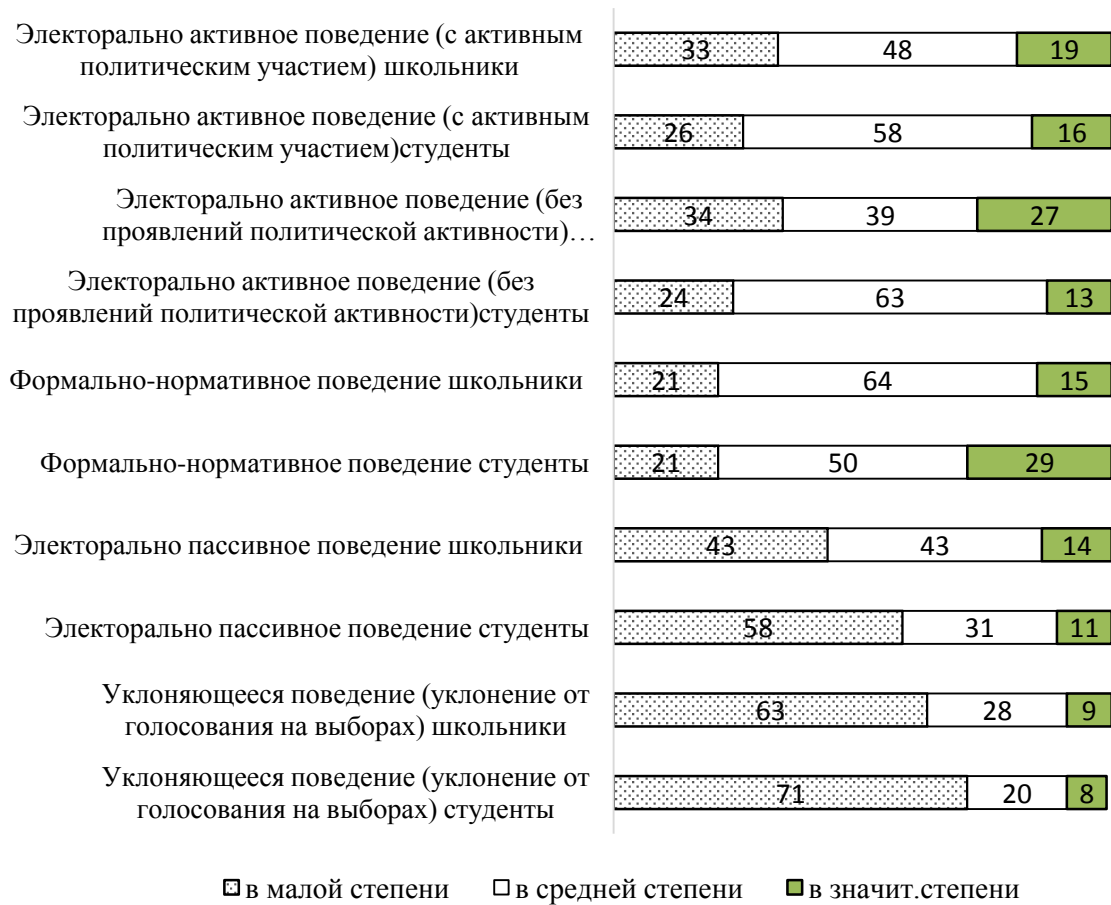 Электорально активное поведение (с активным
политическим участием) школьники
33 48 19
Электорально активное поведение (с активным
политическим участием)студенты
26 58 16
Электорально активное поведение (без
проявлений политической активности)…
34 39 27
Электорально активное поведение (без
проявлений политической активности)студенты
24 63 13
Формально-нормативное поведение школьники
21 64 15
Формально-нормативное поведение студенты
21 50 29
Электорально пассивное поведение школьники
43 43 14
Электорально пассивное поведение студенты
58 31 11
Уклоняющееся поведение (уклонение от
голосования на выборах) школьники
63 28 9
Уклоняющееся поведение (уклонение от
голосования на выборах) студенты
71 20 8
в малой степени в средней степени в значит.степени